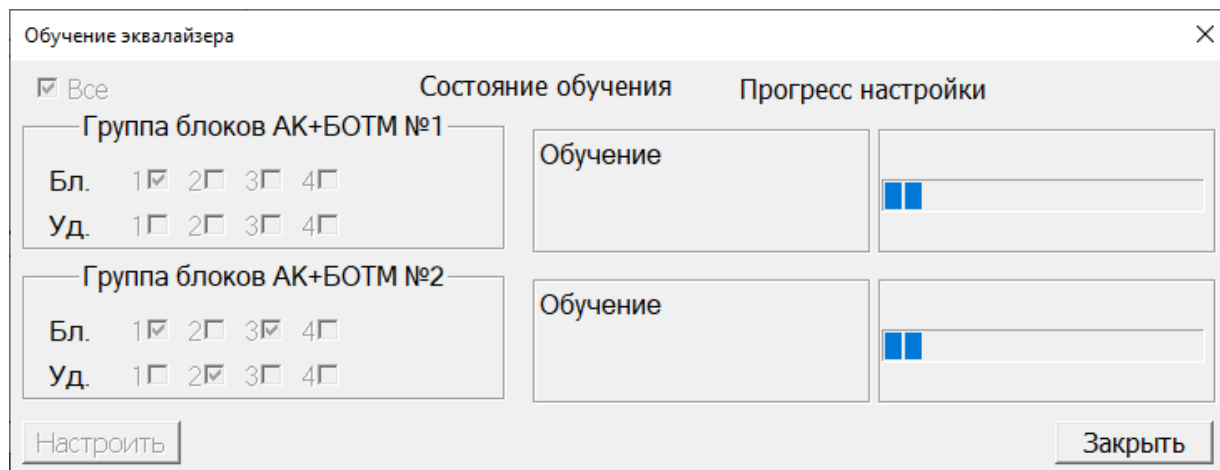 Обучение эквалайзера
Все Состояние обучения Прогресс настройки
Группа блоков АК+БОТМ №1
Обучение
Бл. 1 2 3 4
Уд. 1 2 3 4
Группа блоков АК+БОТМ №2
Обучение
Бл. 1 2 3 4
Уд. 1 2 3 4
Настроить Закрыть